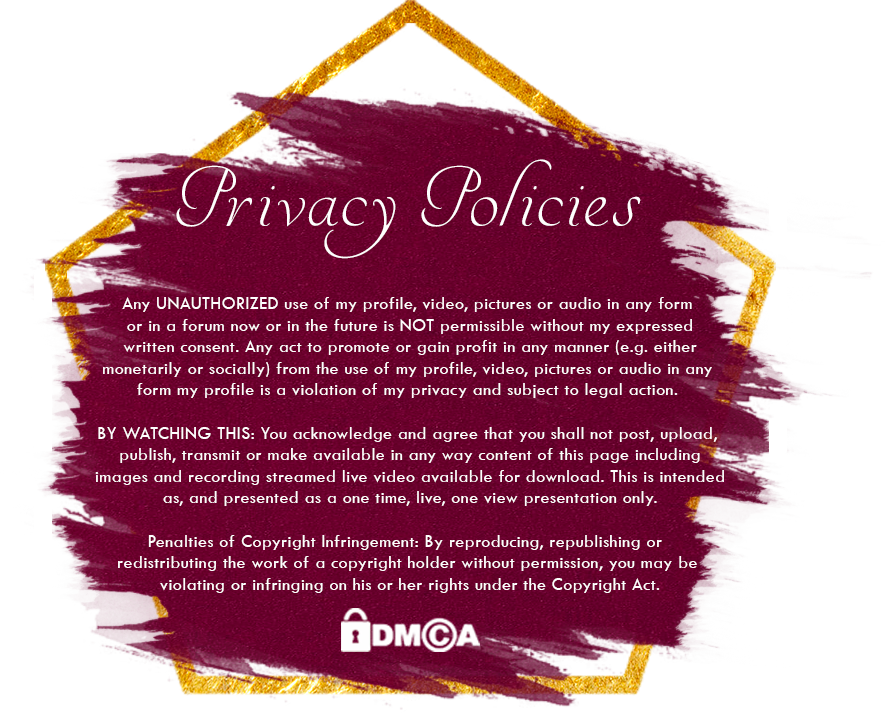 Privacy Policies
Any UNAUTHORIZED use of my profile, video, pictures or audio in any form
or in a forum now or in the future is NOT permissible without my expressed
written consent. Any act to promote or gain profit in any manner (e.g. either
monetarily or socially) from the use of my profile, video, pictures or audio in any
form my profile is a violation of my privacy and subject to legal action.
BY WATCHING THIS: You acknowledge and agree that you shall not post, upload,
publish, transmit or make available in any way content of this page including
images and recording streamed live video available for download. This is intended
as, and presented as a one time, live, one view presentation only.
Penalties of Copyright Infringement: By reproducing, republishing or
redistributing the work of a copyright holder without permission, you may be
violating or infringing on his or her rights under the Copyright Act.
DM©A